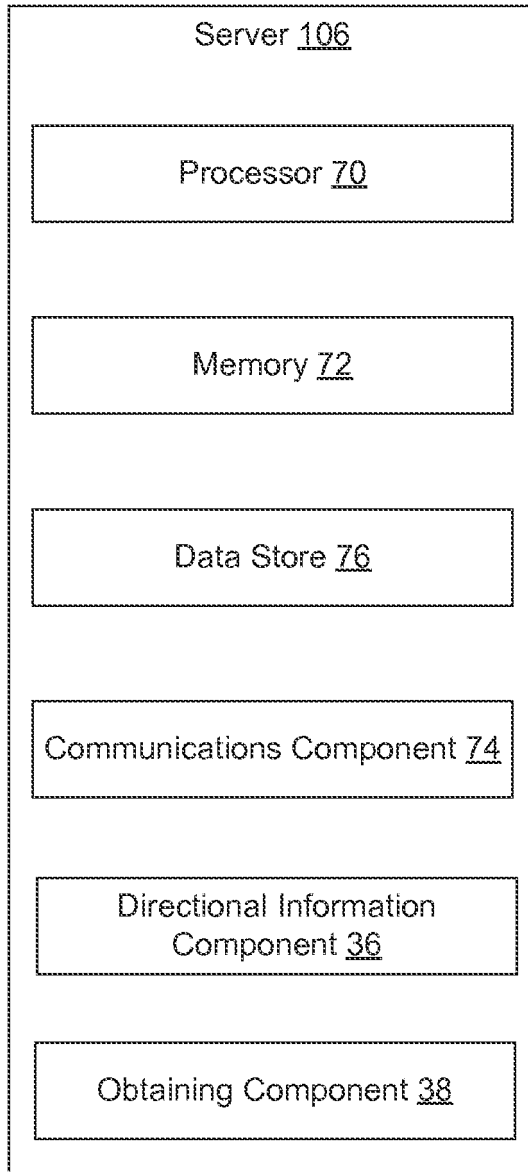 Server 106
Processor 70
Memory 72
Data Store 76
Communications Component 74
Directional Information
Component 36
Obtaining Component 38